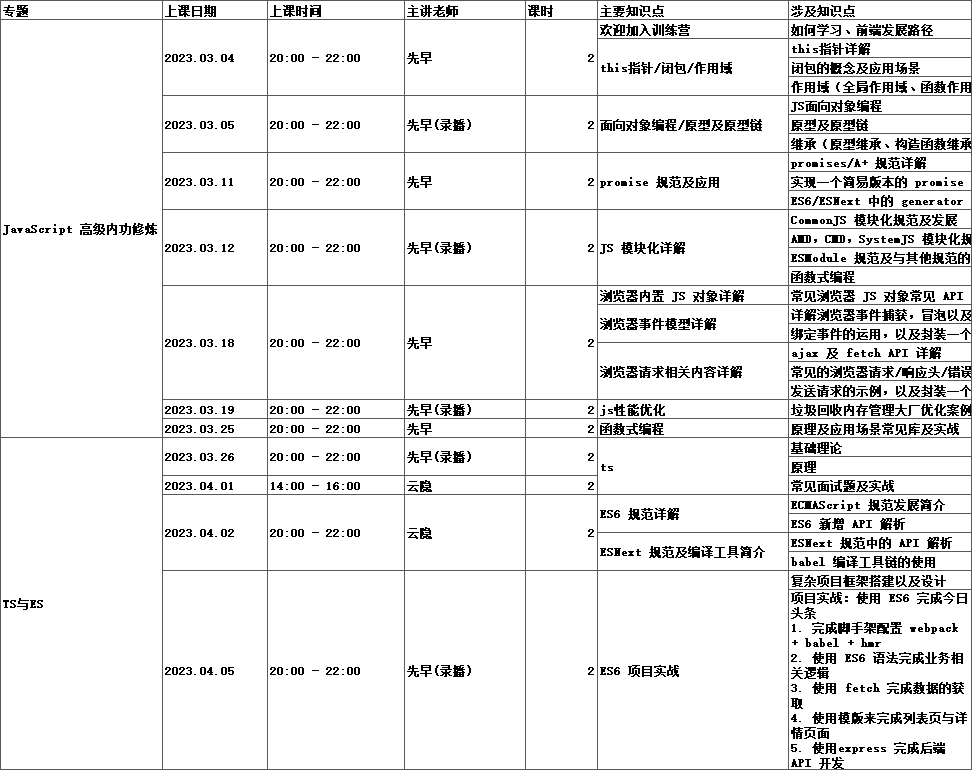 专题 上课日期 上课时间 主讲老师 课时 主要知识点 涉及知识点
JavaScript 高级内功修炼
2023.03.04 20:00 - 22:00 先早 2
欢迎加入训练营 如何学习、前端发展路径
this指针/闭包/作用域
this指针详解
闭包的概念及应用场景
作用域（全局作用域、函数作用
2023.03.05 20:00 - 22:00 先早(录播) 2 面向对象编程/原型及原型链
JS面向对象编程
原型及原型链
继承（原型继承、构造函数继承
2023.03.11 20:00 - 22:00 先早 2 promise 规范及应用
promises/A+ 规范详解
实现一个简易版本的 promise
ES6/ESNext 中的 generator
2023.03.12 20:00 - 22:00 先早(录播) 2 JS 模块化详解
CommonJS 模块化规范及发展
AMD，CMD，SystemJS 模块化规
ESModule 规范及与其他规范的
函数式编程
2023.03.18 20:00 - 22:00 先早 2
浏览器内置 JS 对象详解 常见浏览器 JS 对象常见 API
浏览器事件模型详解
详解浏览器事件捕获，冒泡以及
绑定事件的运用，以及封装一个
浏览器请求相关内容详解
ajax 及 fetch API 详解
常见的浏览器请求/响应头/错误
发送请求的示例，以及封装一个
2023.03.19 20:00 - 22:00 先早(录播) 2 js性能优化 垃圾回收内存管理大厂优化案例
2023.03.25 20:00 - 22:00 先早 2 函数式编程 原理及应用场景常见库及实战
TS与ES
2023.03.26 20:00 - 22:00 先早(录播) 2
ts
基础理论
原理
2023.04.01 14:00 - 16:00 云隐 2 常见面试题及实战
2023.04.02 20:00 - 22:00 云隐 2
ES6 规范详解
ECMAScript 规范发展简介
ES6 新增 API 解析
ESNext 规范及编译工具简介
ESNext 规范中的 API 解析
babel 编译工具链的使用
2023.04.05 20:00 - 22:00 先早(录播) 2 ES6 项目实战
复杂项目框架搭建以及设计
项目实战：使用 ES6 完成今日
头条
1. 完成脚手架配置 webpack
+ babel + hmr
2. 使用 ES6 语法完成业务相
关逻辑
3. 使用 fetch 完成数据的获
取
4. 使用模版来完成列表页与详
情页面
5. 使用express 完成后端
API 开发